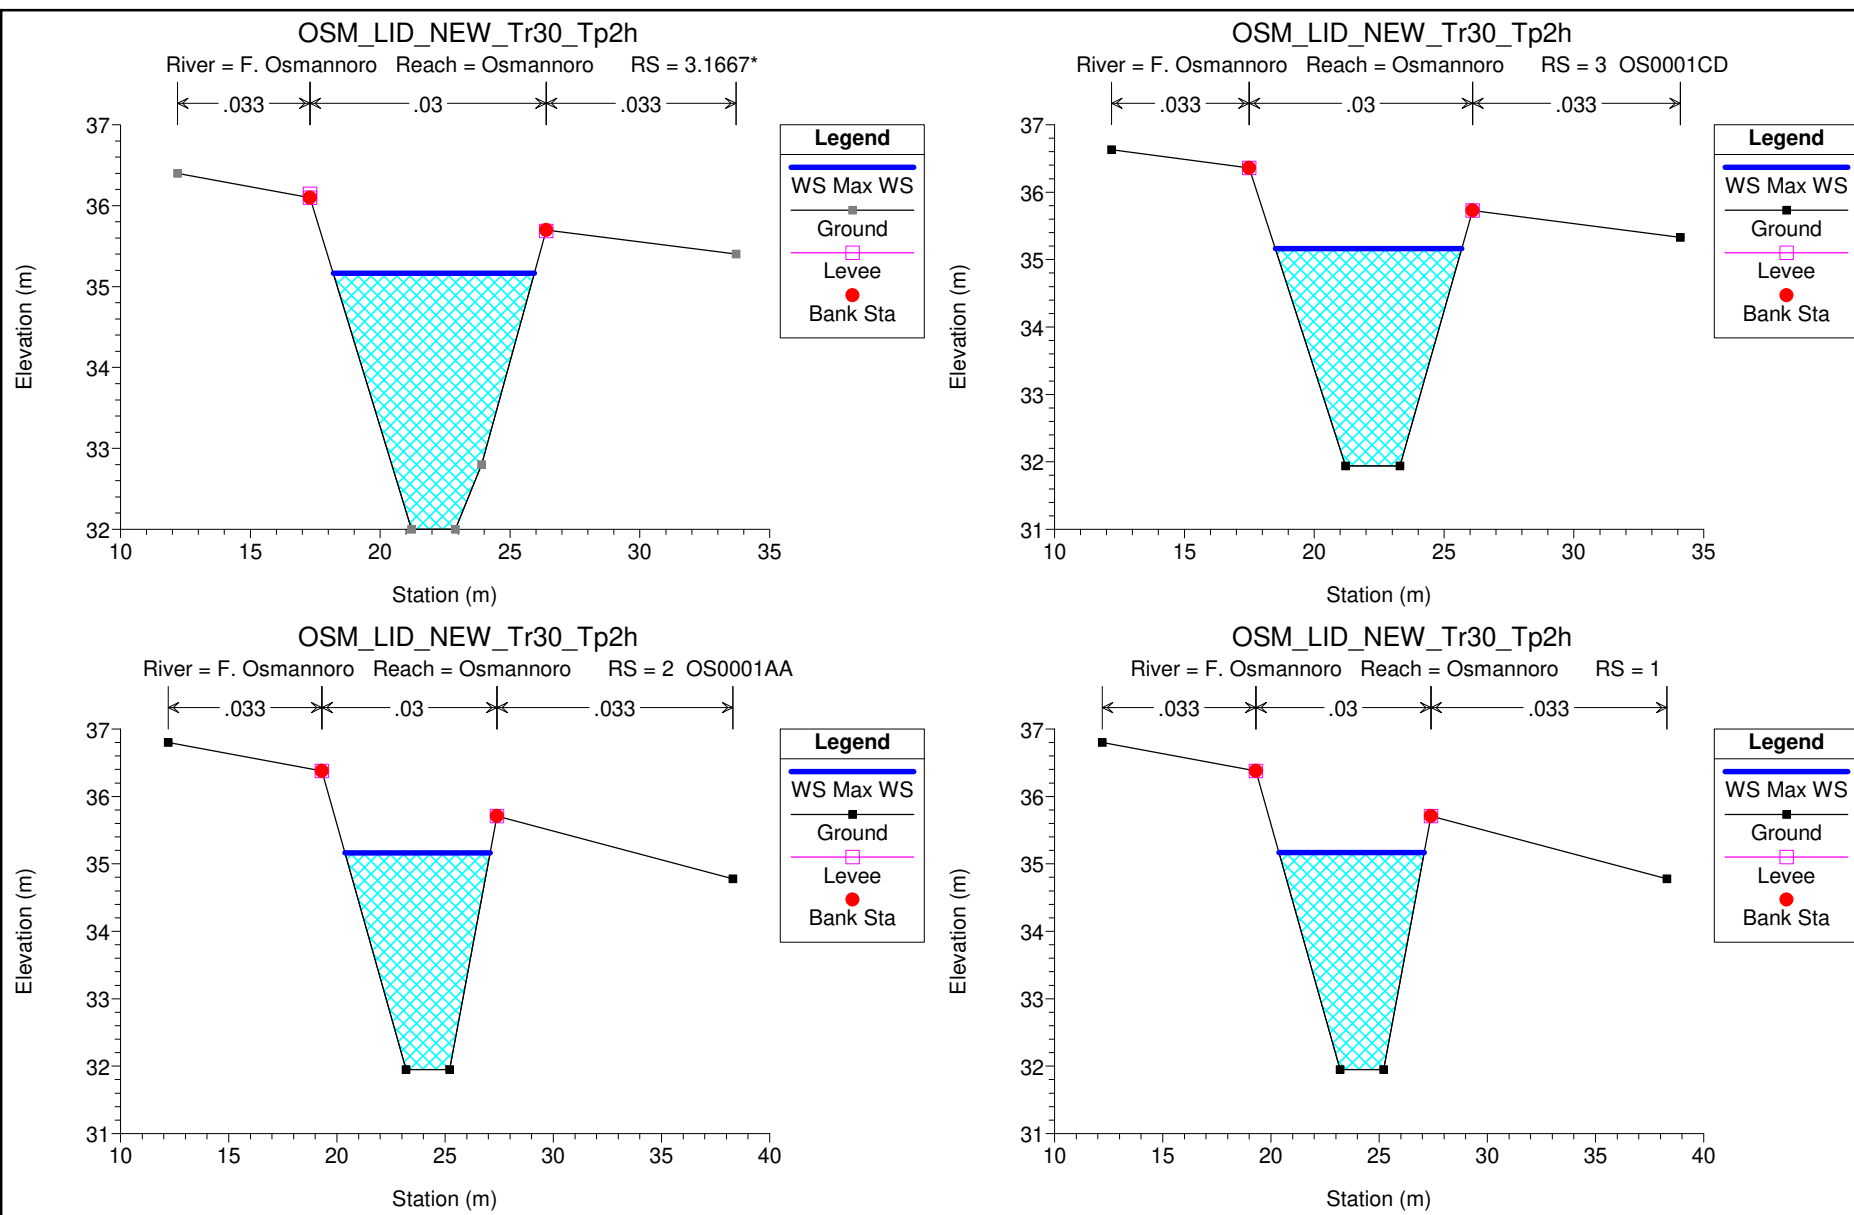 OSM_LID_NEW_Tr30_Tp2h
River = F. Osmannoro Reach = Osmannoro RS = 3.1667*
.033 .03 .033
37
36
35
34
33
32
10 15 20 25 30 35
Elevation (m)
Station (m)
Legend
WS Max WS
Ground
Levee
Bank Sta
OSM_LID_NEW_Tr30_Tp2h
River = F. Osmannoro Reach = Osmannoro RS = 3 OS0001CD
.033 .03 .033
37
36
35
34
33
32
31
10 15 20 25 30 35
Elevation (m)
Station (m)
Legend
WS Max WS
Ground
Levee
Bank Sta
OSM_LID_NEW_Tr30_Tp2h
River = F. Osmannoro Reach = Osmannoro RS = 2 OS0001AA
.033 .03 .033
37
36
35
34
33
32
31
10 15 20 25 30 35 40
Elevation (m)
Station (m)
Legend
WS Max WS
Ground
Levee
Bank Sta
OSM_LID_NEW_Tr30_Tp2h
River = F. Osmannoro Reach = Osmannoro RS = 1
.033 .03 .033
37
36
35
34
33
32
31
10 15 20 25 30 35 40
Elevation (m)
Station (m)
Legend
WS Max WS
Ground
Levee
Bank Sta